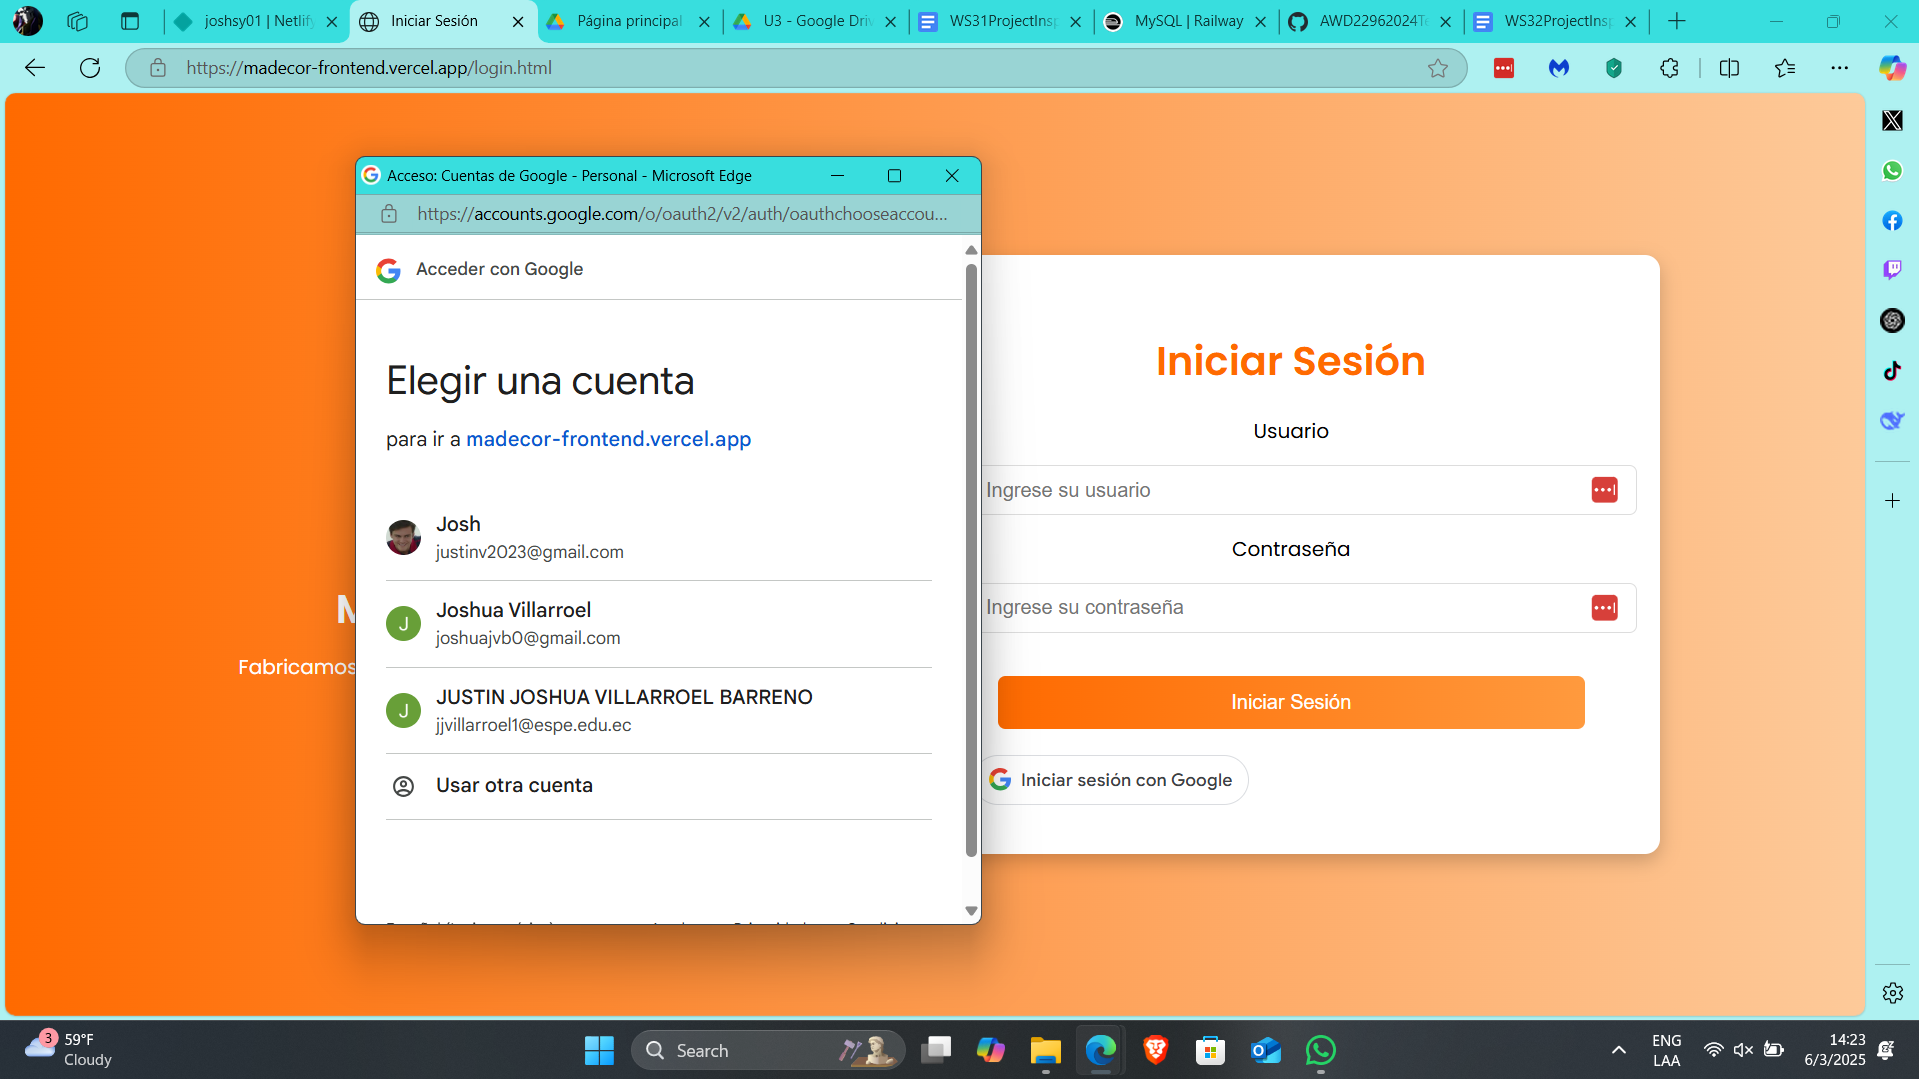 joshsy01 | Netlify
Iniciar Sesión
Página principal
U3 - Google Driv
WS31ProjectInsp
MySQL | Railway
AWD22962024T
WS32ProjectInsp
https://madecor-frontend.vercel.app/login.html
Acceso: Cuentas de Google - Personal - Microsoft Edge
https://accounts.google.com/o/oauth2/v2/auth/oauthchooseaccou...
Acceder con Google
Elegir una cuenta
para ir a madecor-frontend.vercel.app
Josh
justinv2023@gmail.com
J
Joshua Villarroel
joshuajvb0@gmail.com
J
JUSTIN JOSHUA VILLARROEL BARRENO
jjvillarroel1@espe.edu.ec
Usar otra cuenta
M
Fabricamos
Iniciar Sesión
Usuario
Ingrese su usuario
Contraseña
Ingrese su contraseña
Iniciar Sesión
Iniciar sesión con Google
3
59°F
Cloudy
Search
ENG
LAA
14:23
6/3/2025